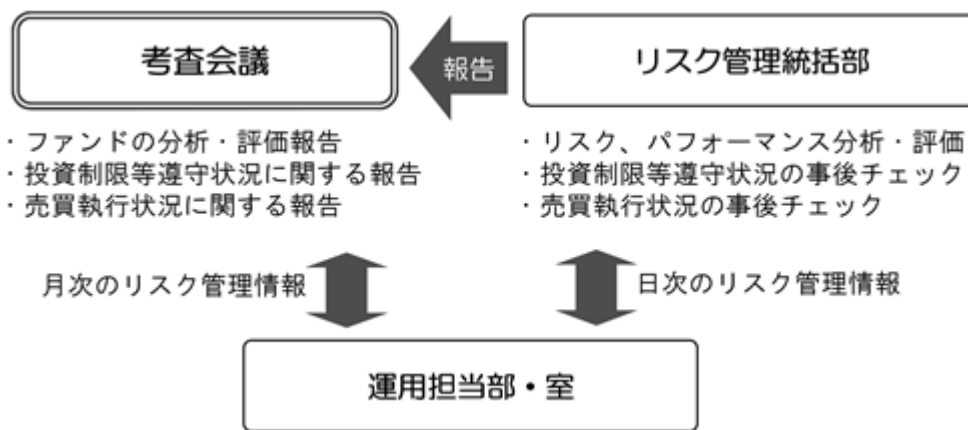 考査会議
報告
リスク管理統括部
・ファンドの分析・評価報告
・投資制限等遵守状況に関する報告
・売買執行状況に関する報告
・リスク、パフォーマンス分析・評価
・投資制限等遵守状況の事後チェック
・売買執行状況の事後チェック
月次のリスク管理情報
日次のリスク管理情報
運用担当部・室